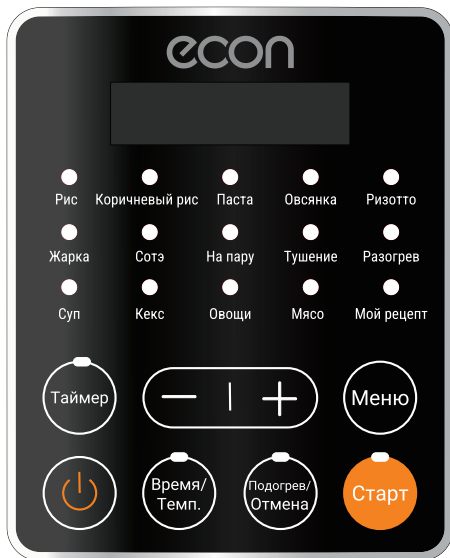 econ
Рис Коричневый рис Паста Овсянка Ризотто
Жарка Сотэ На пару Тушение Разогрев
Суп Кекс Овощи Мясо Мой рецепт
Таймер − + Меню
Время/ Подогрев/
Темп. Отмена Старт